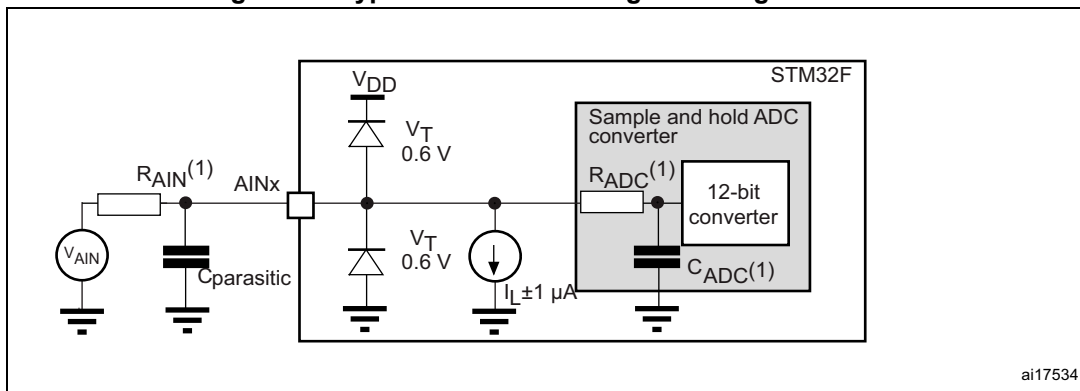 STM32F
VDD
Sample and hold ADC
converter
VT
0.6 V
RAIN(1)
AINx
RADC(1)
12-bit
converter
VAIN
VT
0.6 V
Cparasitic
IL±1 µA
CADC(1)
ai17534